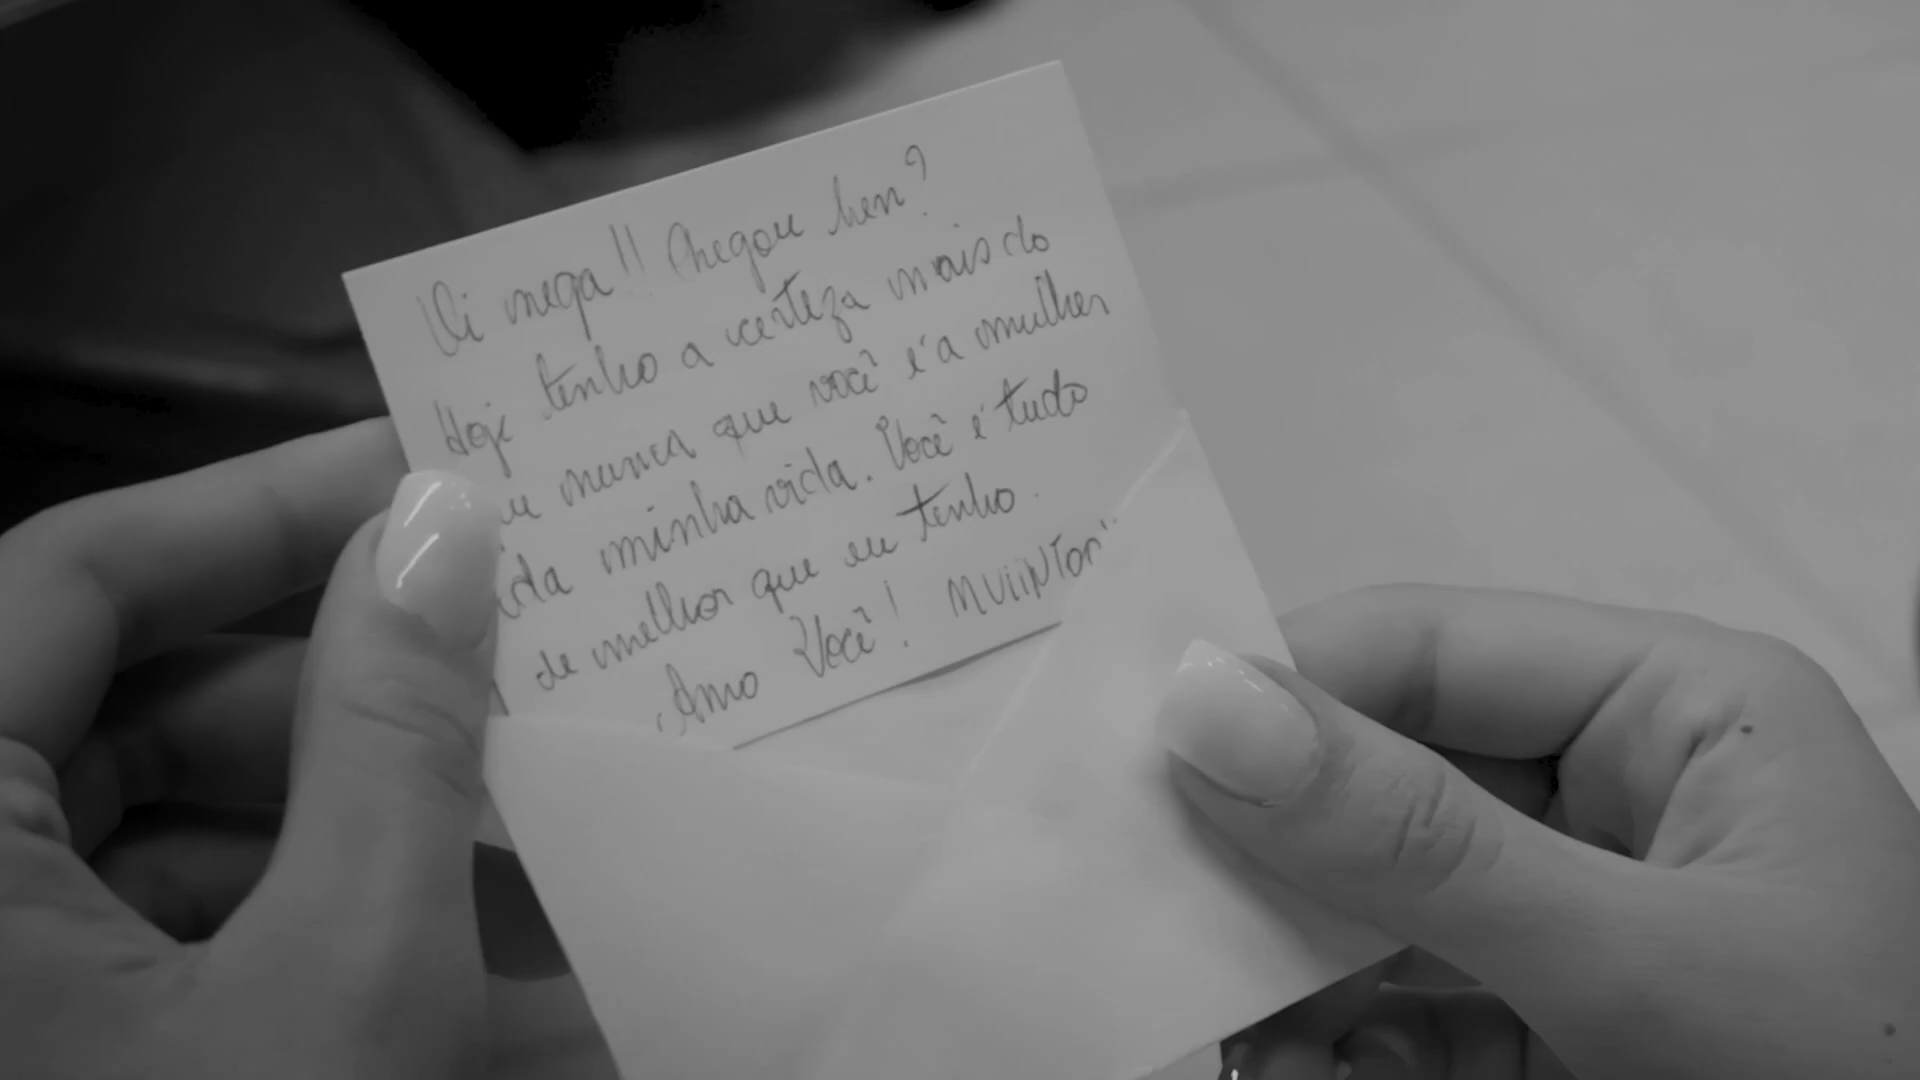 Oi nega!! Chegou bem?
Hoje tenho a certeza mais do
que nunca que você é a mulher
da minha vida. Você é tudo
de melhor que eu tenho.
Amo Você!